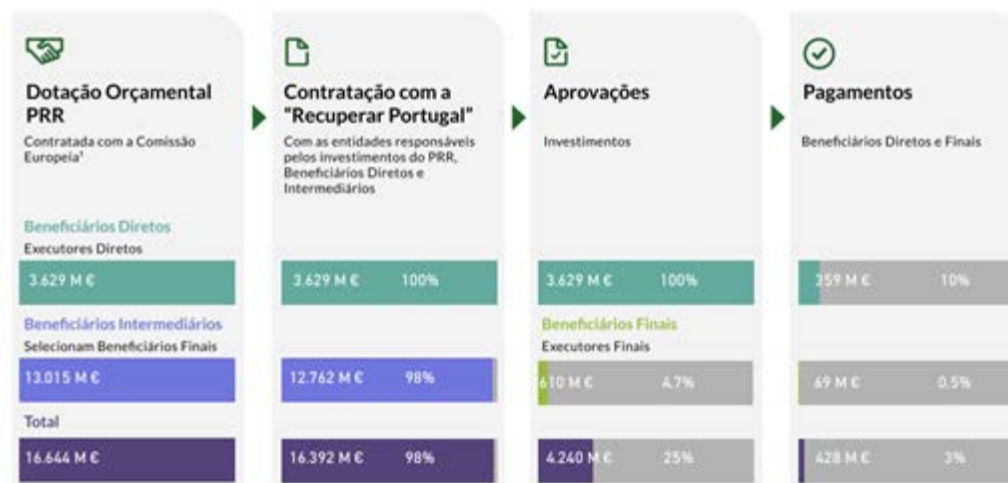 Dotação Orçamental
PRR
Contratada com a Comissão
Europeia¹
Beneficiários Diretos
Executores Diretos
3.629 M €
Beneficiários Intermediários
Selecionam Beneficiários Finais
13.015 M €
Total
16.644 M €
Contratação com a
"Recuperar Portugal"
Com as entidades responsáveis
pelos investimentos do PRR,
Beneficiários Diretos e
Intermediários
3.629 M € 100%
12.762 M € 98%
16.392 M € 98%
Aprovações
Investimentos
3.629 M € 100%
Beneficiários Finais
Executores Finais
610 M € 4.7%
4.240 M € 25%
Pagamentos
Beneficiários Diretos e Finais
359 M € 10%
69 M € 0.5%
428 M € 3%